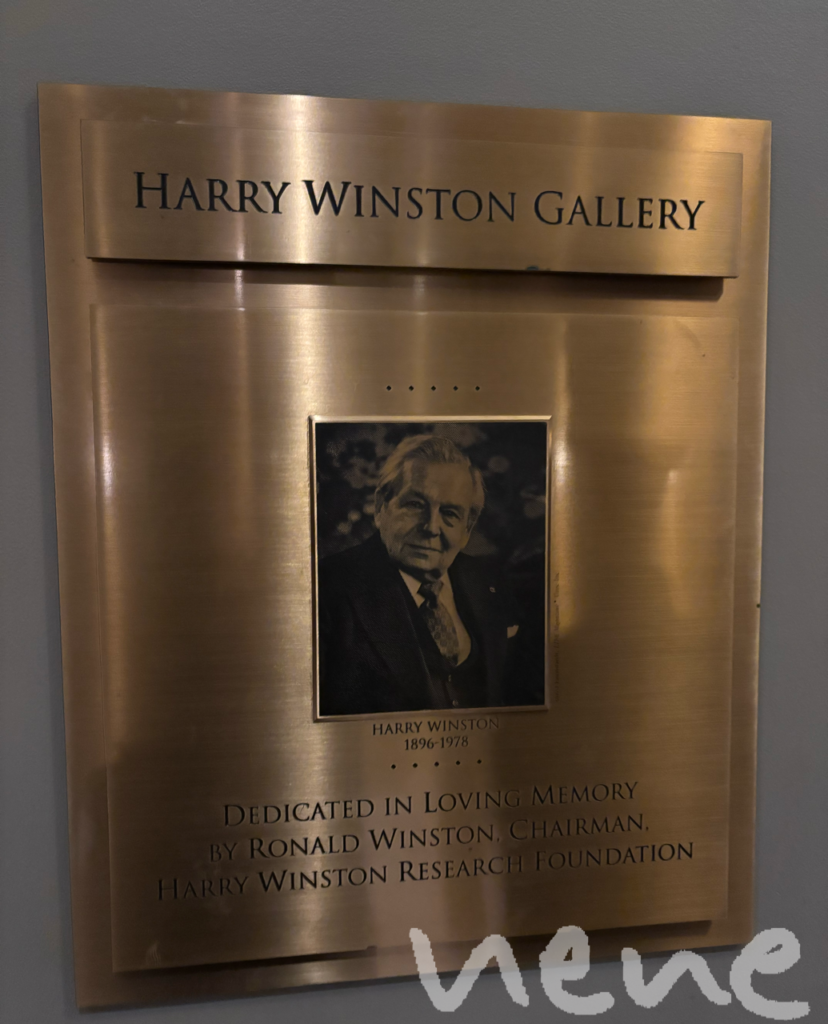 HARRY WINSTON GALLERY
HARRY WINSTON
1896-1978
DEDICATED IN LOVING MEMORY
BY RONALD WINSTON, CHAIRMAN,
HARRY WINSTON RESEARCH FOUNDATION
nene